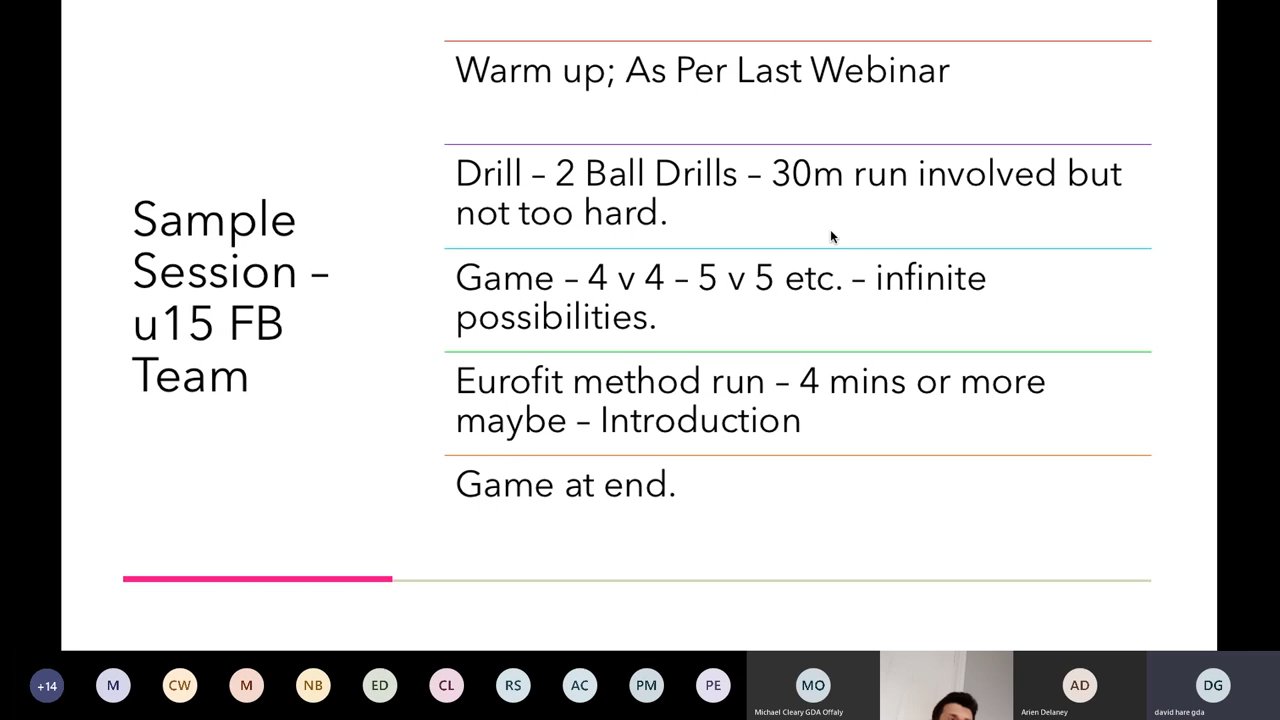 Sample
Session –
u15 FB
Team
Warm up; As Per Last Webinar
Drill – 2 Ball Drills – 30m run involved but
not too hard.
Game – 4 v 4 – 5 v 5 etc. – infinite
possibilities.
Eurofit method run – 4 mins or more
maybe – Introduction
Game at end.
+14
M
CW
M
NB
ED
CL
RS
AC
PM
PE
MO
Michael Cleary GDA Offaly
AD
Arien Delaney
DG
david hare gda